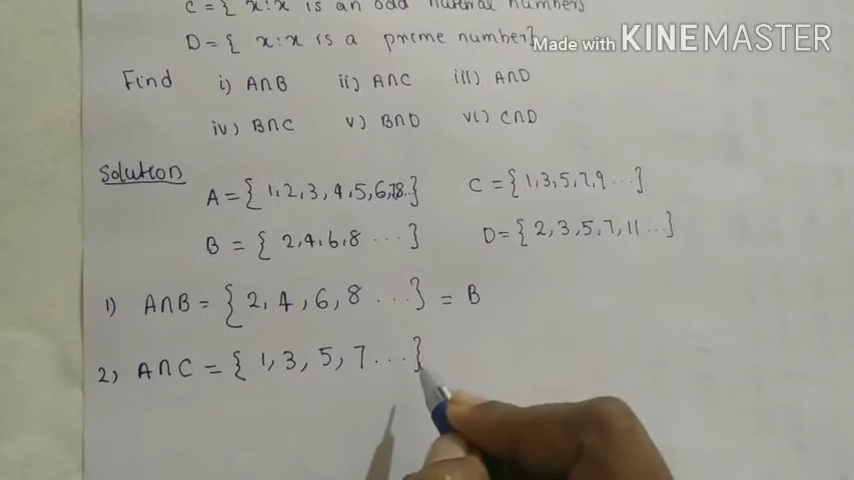 C = { x:x is an odd natural numbers
D = { x:x is a prime number}
Made with KINEMASTER
Find i) A∩B ii) A∩C iii) A∩D
iv) B∩C v) B∩D vi) C∩D
Solution
A = { 1,2,3,4,5,6,7,8...} C = { 1,3,5,7,9 ...}
B = { 2,4,6,8 ...} D = { 2,3,5,7,11 ...}
1) A∩B = { 2,4,6,8 ...} = B
2) A∩C = { 1,3,5,7...}